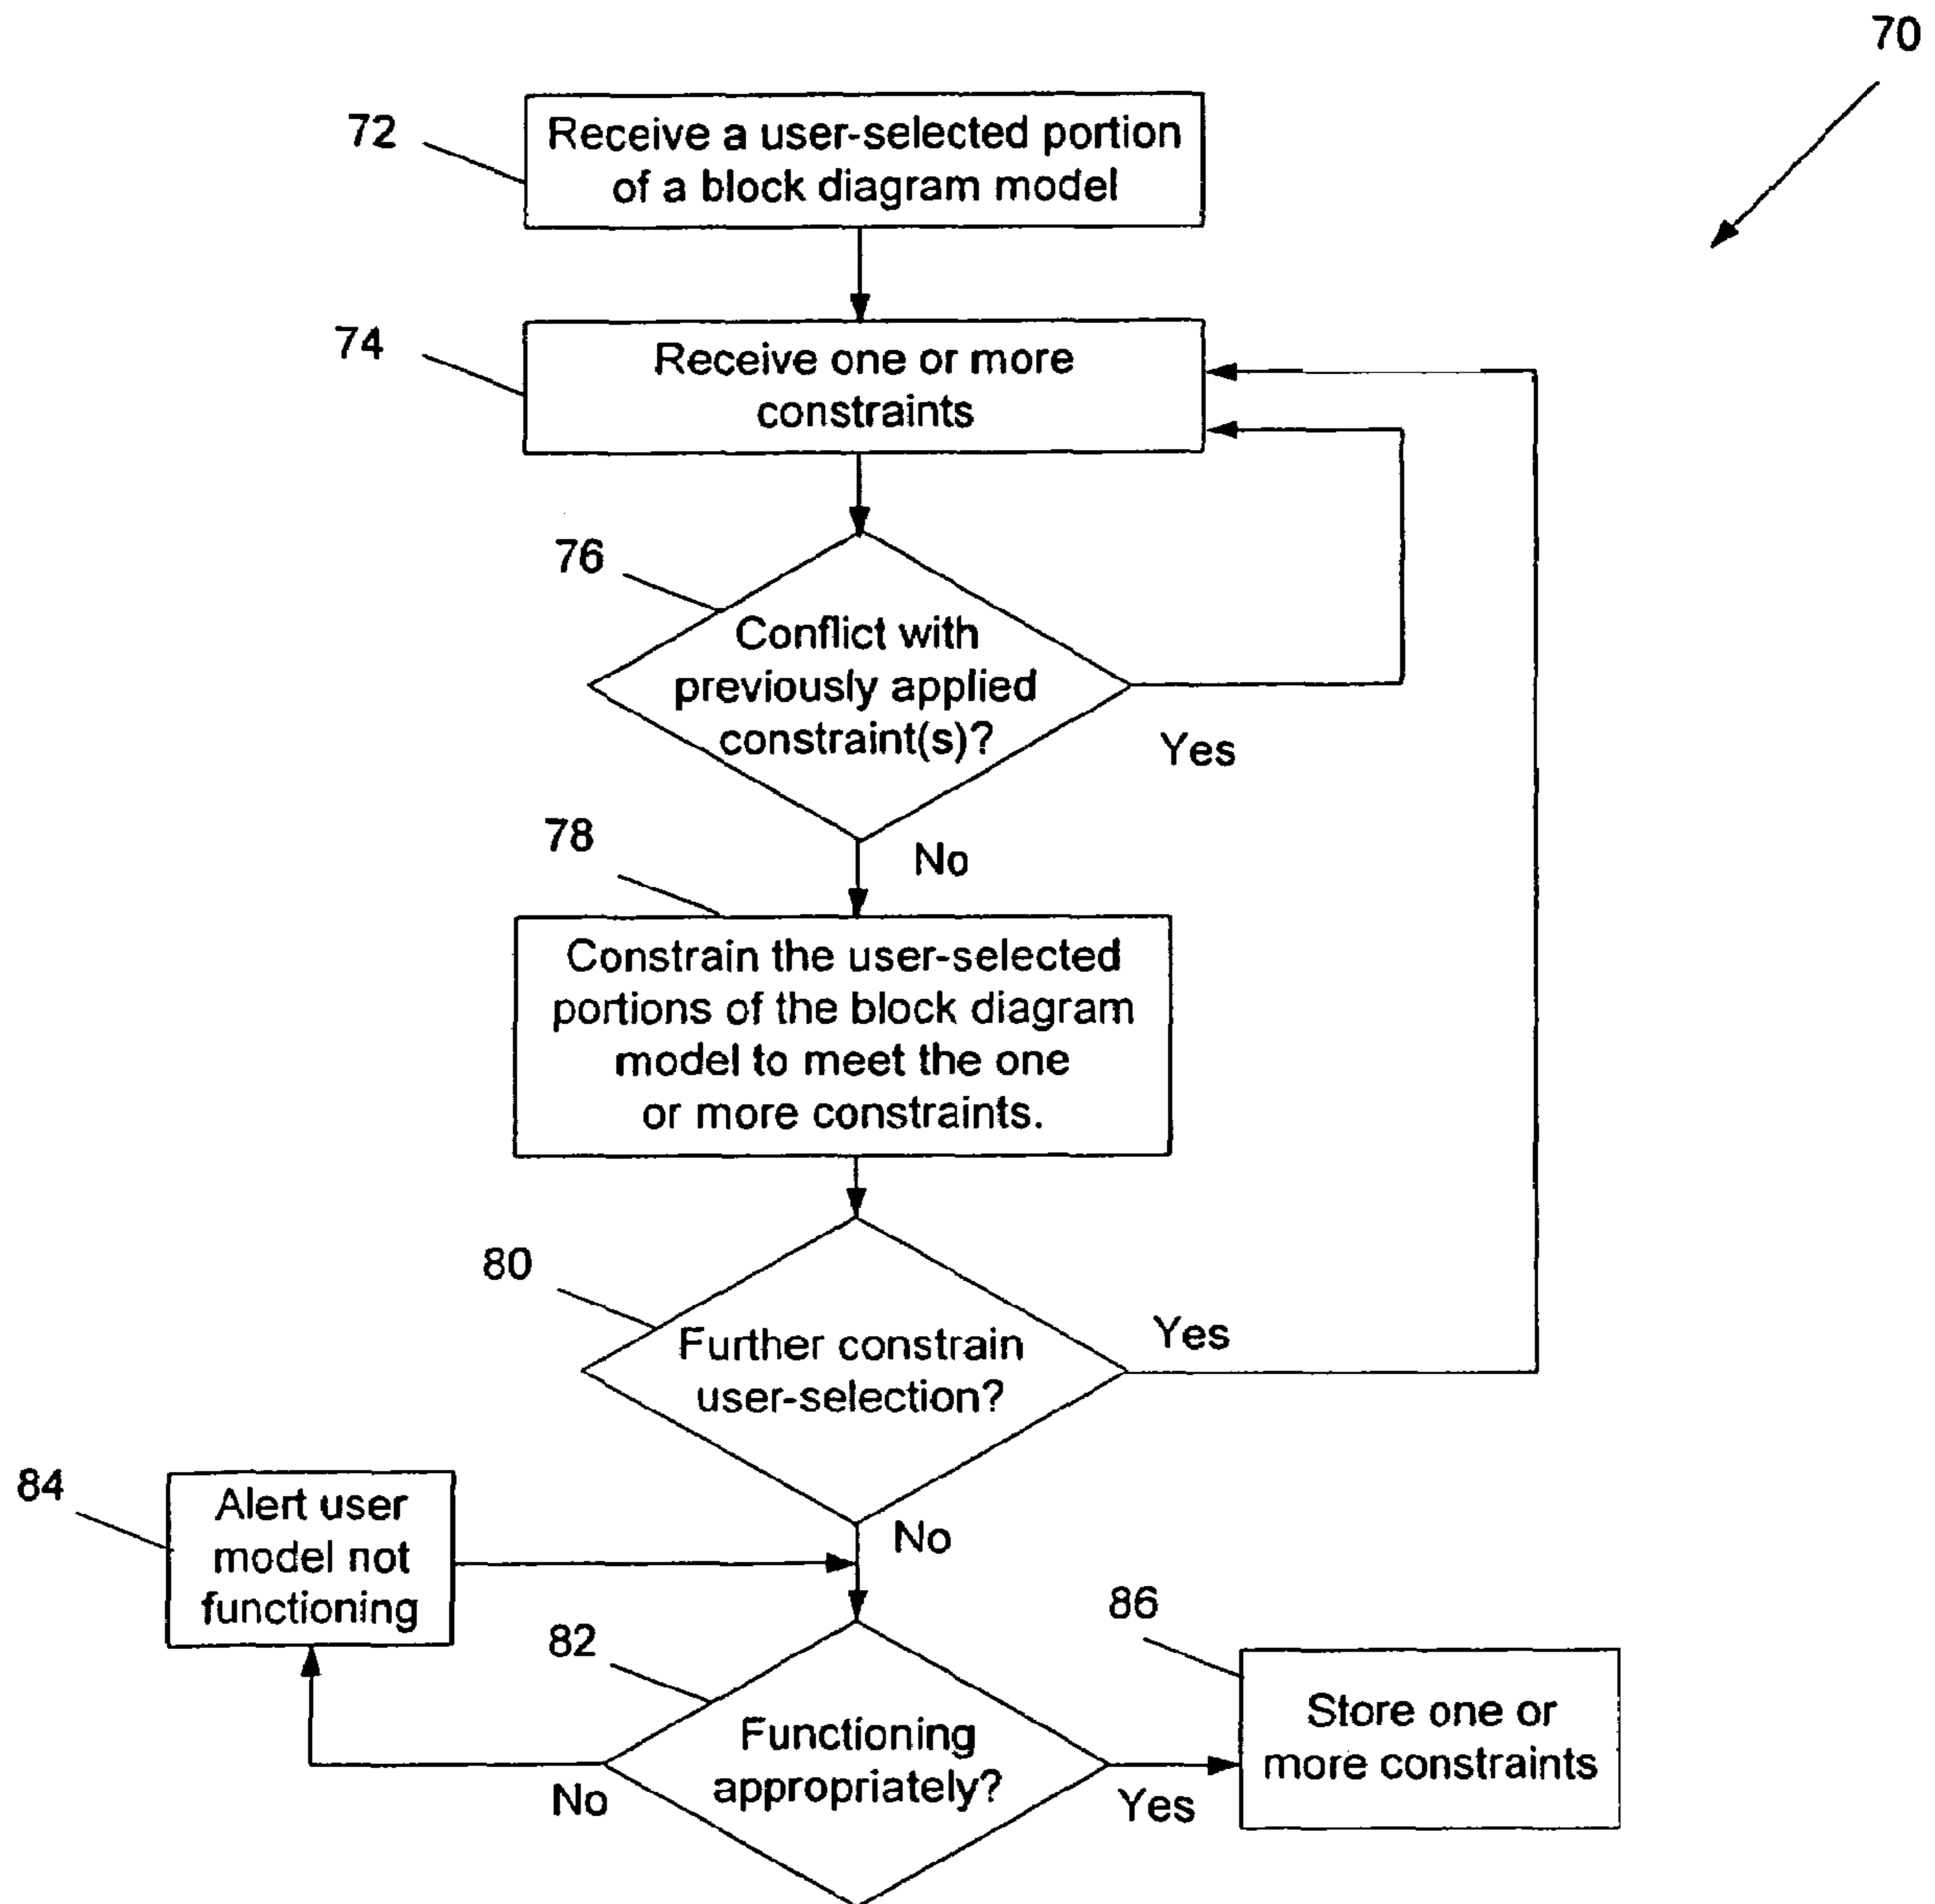 70
72
Receive a user-selected portion
of a block diagram model
74
Receive one or more
constraints
76
Conflict with
previously applied
constraint(s)?
Yes
78
No
Constrain the user-selected
portions of the block diagram
model to meet the one
or more constraints.
80
Further constrain
user-selection?
Yes
84
Alert user
model not
functioning
No
82
86
Functioning
appropriately?
No
Yes
Store one or
more constraints